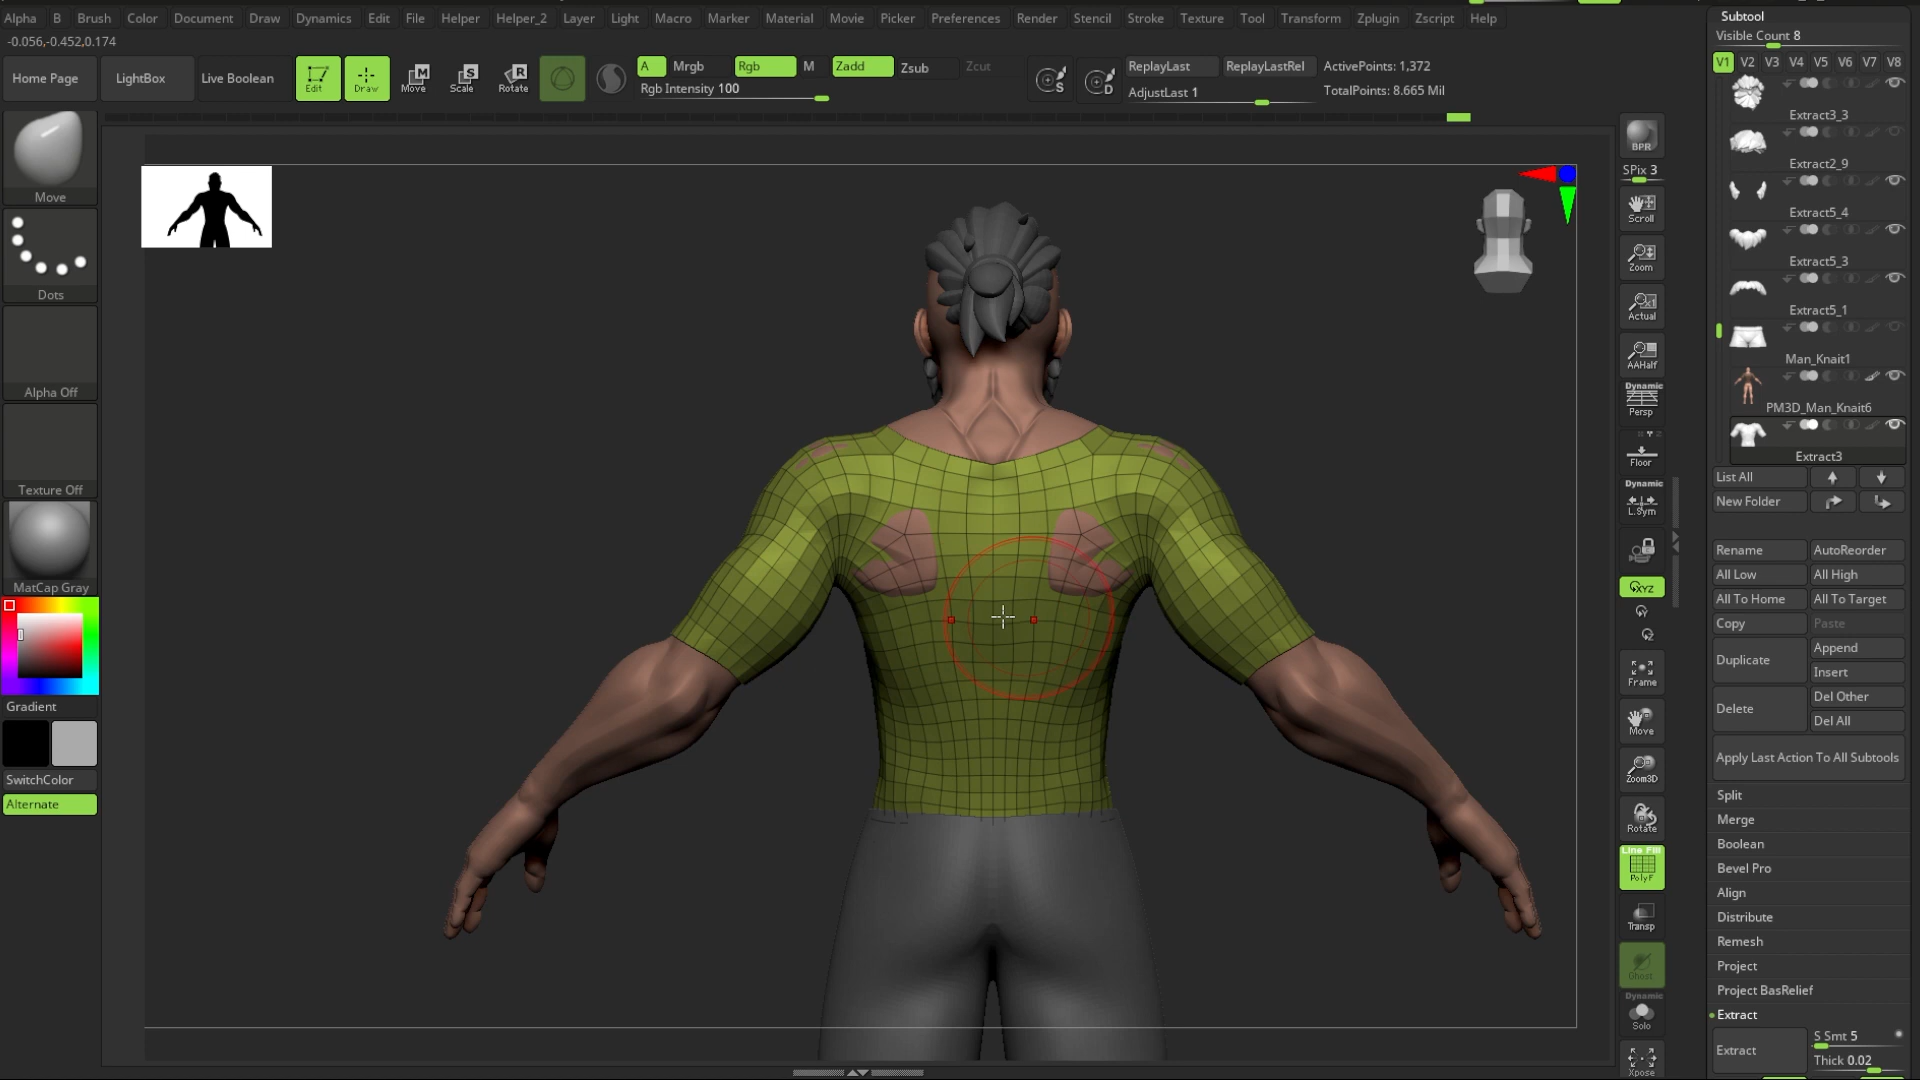 Alpha B Brush Color Document Draw Dynamics Edit File Helper Helper_2 Layer Light Macro Marker Material Movie Picker Preferences Render Stencil Stroke Texture Tool Transform Zplugin Zscript Help
-0.056,-0.452,0.174
Home Page
LightBox
Live Boolean
Edit
Draw
Move
Scale
Rotate
A
Mrgb
Rgb
M
Zadd
Zsub
Zcut
Rgb Intensity 100
S
D
ReplayLast
ReplayLastRel
AdjustLast 1
ActivePoints: 1,372
TotalPoints: 8.665 Mil
Move
Dots
Alpha Off
Texture Off
MatCap Gray
Gradient
SwitchColor
Alternate
BPR
SPix 3
Scroll
Zoom
Actual
AAHalf
Dynamic
Persp
Floor
Dynamic
L.Sym
XYZ
Frame
Move
Zoom3D
Rotate
Line Fill
PolyF
Transp
Ghost
Dynamic
Solo
Xpose
Subtool
Visible Count 8
V1 V2 V3 V4 V5 V6 V7 V8
Extract3_3
Extract2_9
Extract5_4
Extract5_3
Extract5_1
Man_Knait1
PM3D_Man_Knait6
Extract3
List All
New Folder
Rename
AutoReorder
All Low
All High
All To Home
All To Target
Copy
Paste
Duplicate
Append
Insert
Delete
Del Other
Del All
Apply Last Action To All Subtools
Split
Merge
Boolean
Bevel Pro
Align
Distribute
Remesh
Project
Project BasRelief
Extract
Extract
S Smt 5
Thick 0.02